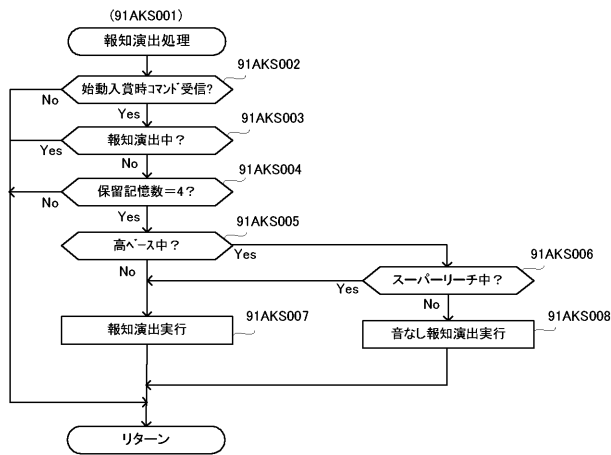 (91AKS001)
報知演出処理
91AKS002
始動入賞時コマンド受信?
No
Yes
91AKS003
報知演出中?
Yes
No
91AKS004
保留記憶数=4?
No
Yes
91AKS005
高ベース中?
Yes
No
91AKS006
スーパーリーチ中?
Yes
No
91AKS007
報知演出実行
91AKS008
音なし報知演出実行
リターン